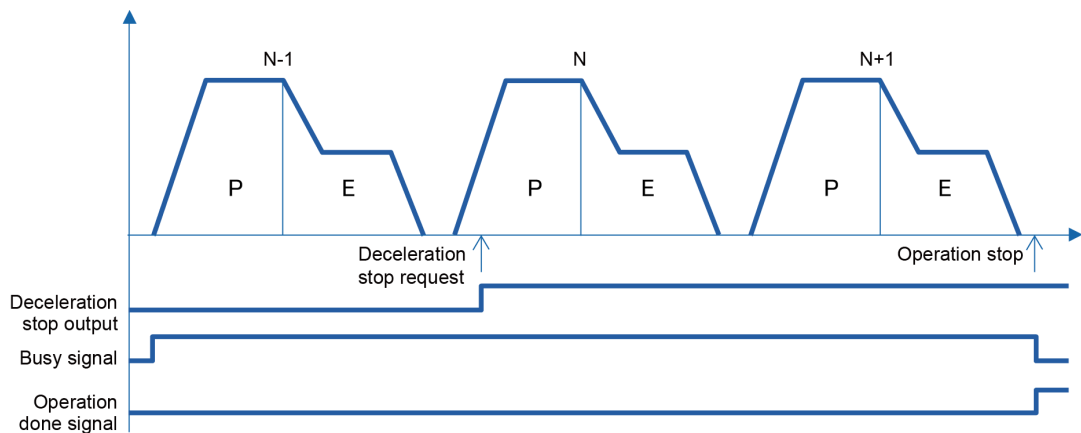 N-1
N
N+1
P
E
P
E
P
E
Deceleration
stop request
Operation stop
Deceleration
stop output
Busy signal
Operation
done signal